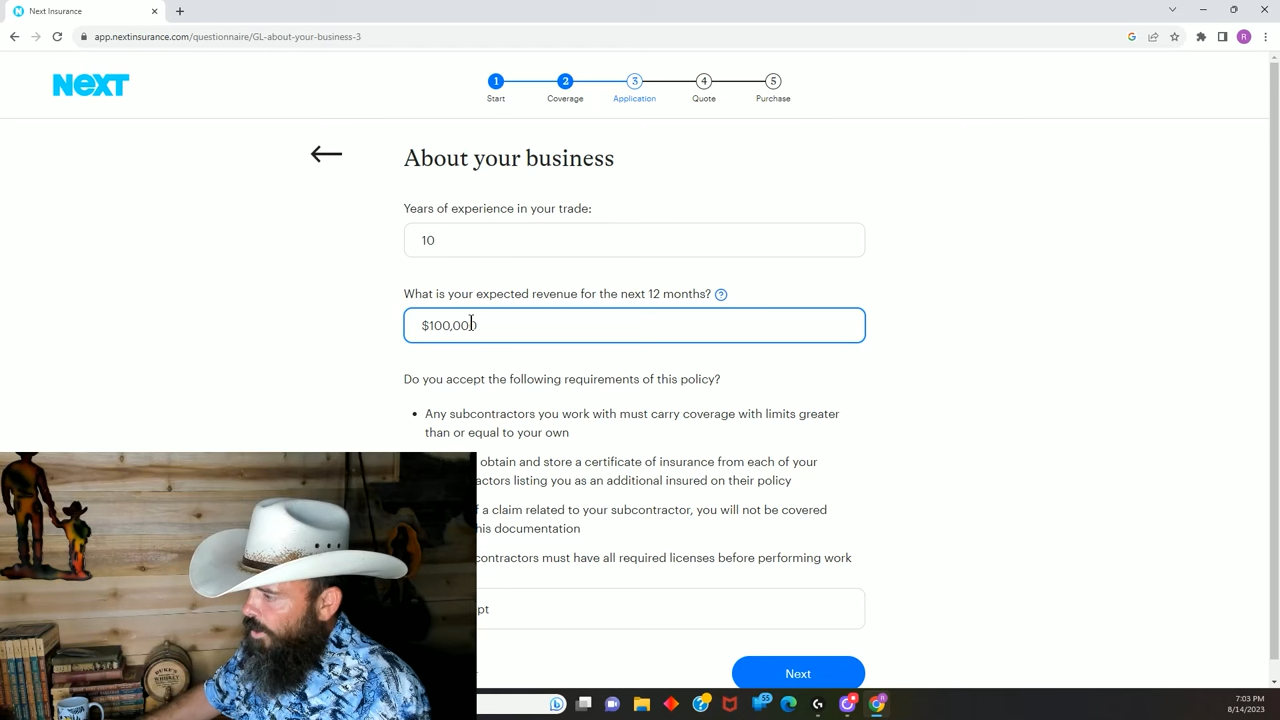 Next Insurance
app.nextinsurance.com/questionnaire/GL-about-your-business-3
R
NEXT
1
2
3
4
5
Start
Coverage
Application
Quote
Purchase
About your business
Years of experience in your trade:
10
What is your expected revenue for the next 12 months? ?
$100,000
Do you accept the following requirements of this policy?
• Any subcontractors you work with must carry coverage with limits greater
than or equal to your own
obtain and store a certificate of insurance from each of your
actors listing you as an additional insured on their policy
f a claim related to your subcontractor, you will not be covered
his documentation
contractors must have all required licenses before performing work
pt
Next
55
7:03 PM
8/14/2023